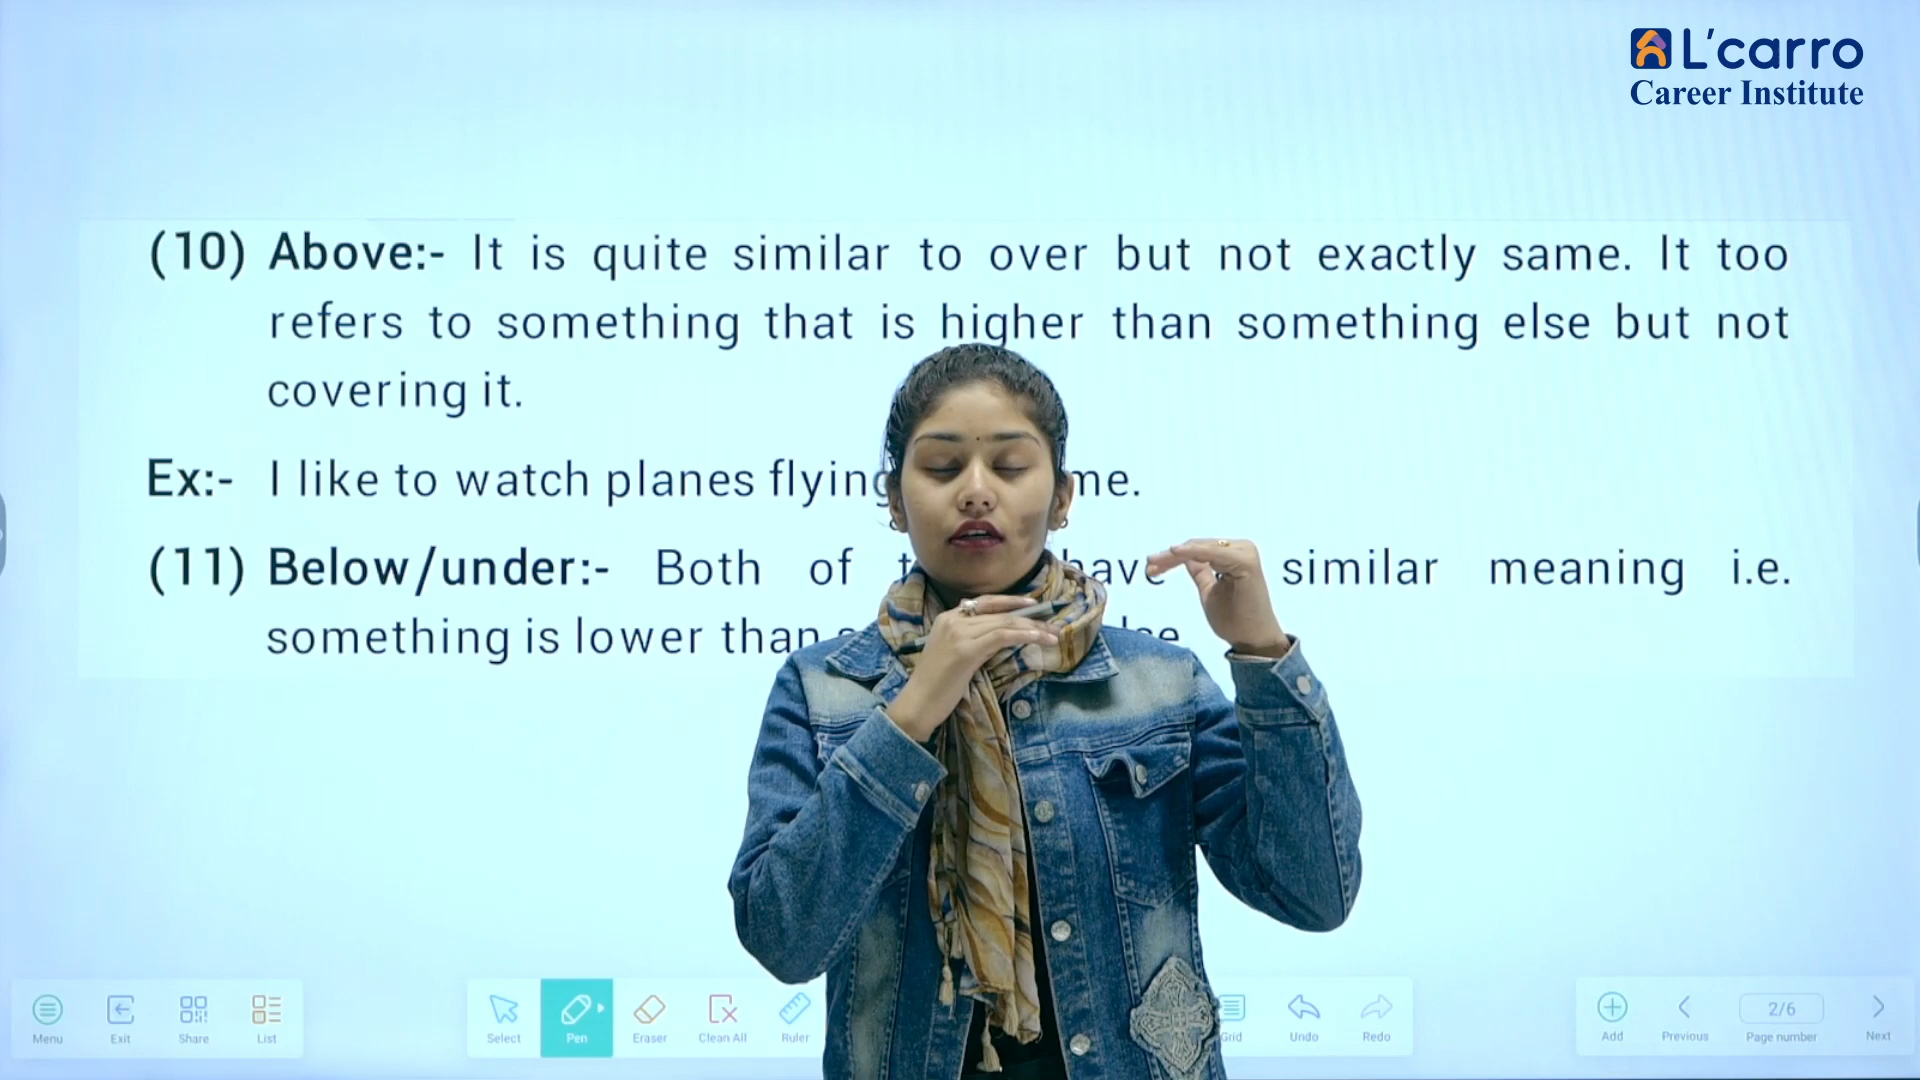 L'carro
Career Institute
(10) Above:- It is quite similar to over but not exactly same. It too
refers to something that is higher than something else but not
covering it.
Ex:- I like to watch planes flying me.
(11) Below/under:- Both of have similar meaning i.e.
something is lower than
Menu
Exit
Share
List
Select
Pen
Eraser
Clean All
Ruler
Grid
Undo
Redo
Add
Previous
2/6
Page number
Next